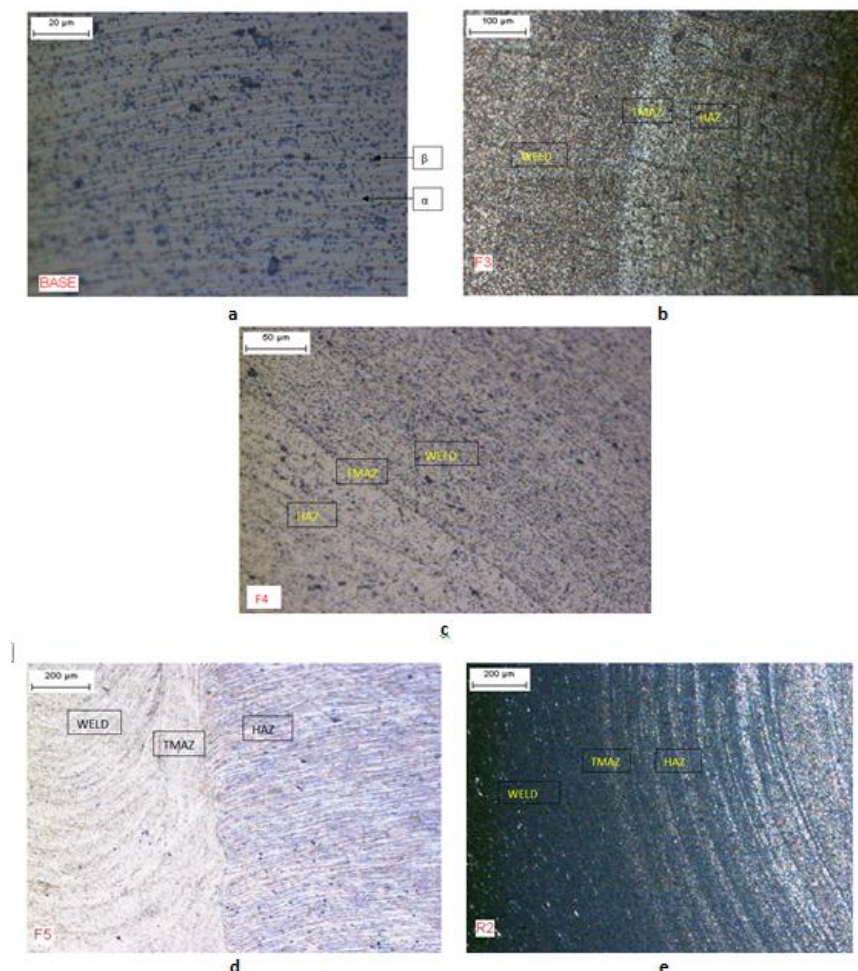 20 µm
β
α
BASE
a
100 µm
TMAZ
HAZ
WELD
F3
b
50 µm
WELD
TMAZ
HAZ
F4
c
200 µm
WELD
HAZ
TMAZ
F5
d
200 µm
TMAZ
HAZ
WELD
R2
e